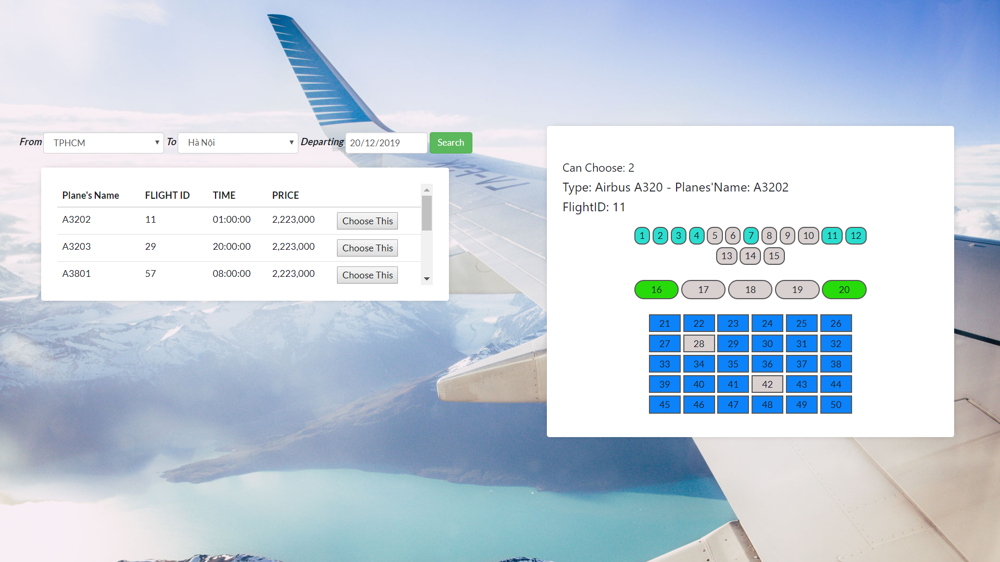 From TPHCM To Hà Nội Departing 20/12/2019 Search
Plane's Name FLIGHT ID TIME PRICE
A3202 11 01:00:00 2,223,000 Choose This
A3203 29 20:00:00 2,223,000 Choose This
A3801 57 08:00:00 2,223,000 Choose This
Can Choose: 2
Type: Airbus A320 - Planes'Name: A3202
FlightID: 11
1 2 3 4 5 6 7 8 9 10 11 12
13 14 15
16 17 18 19 20
21 22 23 24 25 26
27 28 29 30 31 32
33 34 35 36 37 38
39 40 41 42 43 44
45 46 47 48 49 50